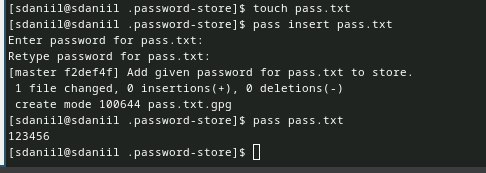 [sdaniil@sdaniil .password-store]$ touch pass.txt
[sdaniil@sdaniil .password-store]$ pass insert pass.txt
Enter password for pass.txt:
Retype password for pass.txt:
[master f2def4f] Add given password for pass.txt to store.
 1 file changed, 0 insertions(+), 0 deletions(-)
 create mode 100644 pass.txt.gpg
[sdaniil@sdaniil .password-store]$ pass pass.txt
123456
[sdaniil@sdaniil .password-store]$